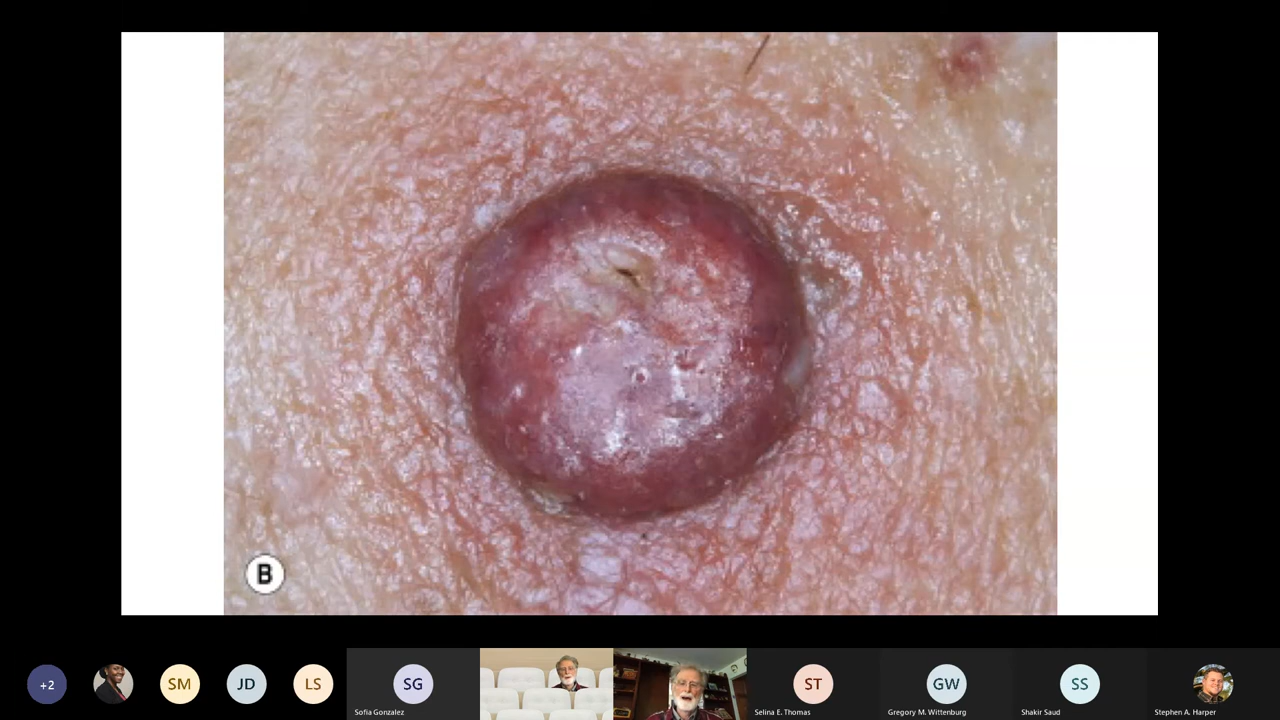 B
+2
SM
JD
LS
SG
Sofia Gonzalez
ST
Selina E. Thomas
GW
Gregory M. Wittenburg
SS
Shakir Saud
Stephen A. Harper